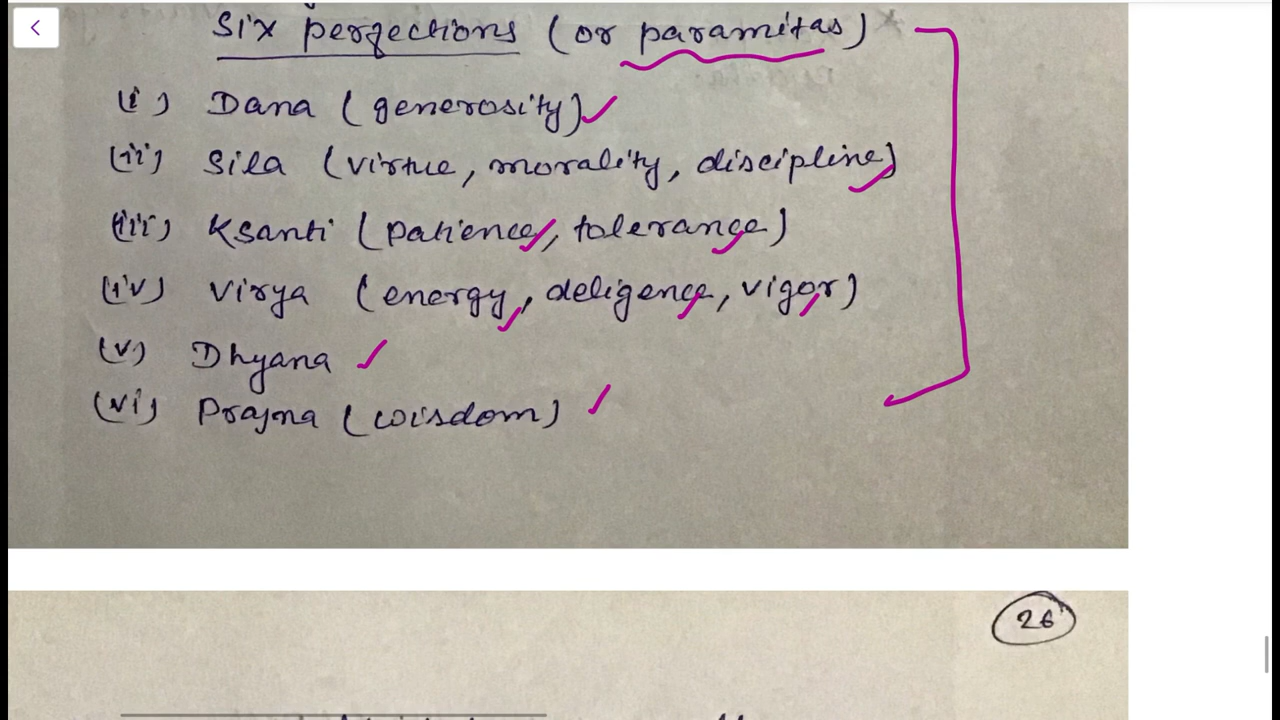 Six perfections (or paramitas)
(i) Dana (generosity)
(ii) Sila (virtue, morality, discipline)
(iii) Ksanti (patience, tolerance)
(iv) Virya (energy, deligence, vigor)
(v) Dhyana
(vi) Prajna (wisdom)
26